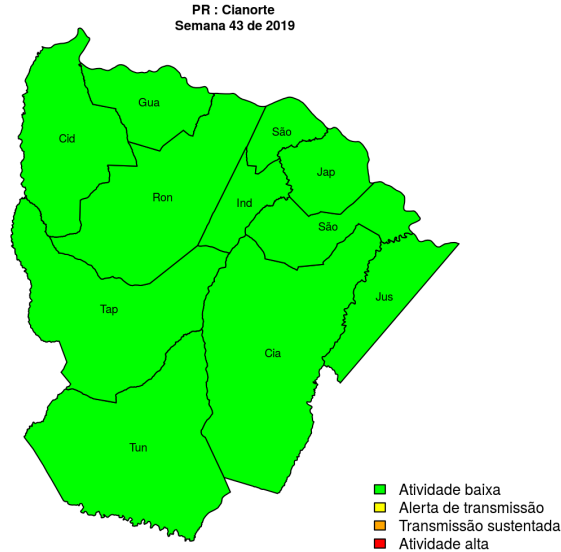 PR : Cianorte
Semana 43 de 2019
Gua
São
Cid
Jap
Ron
Ind
São
Jus
Tap
Cia
Tun
Atividade baixa
Alerta de transmissão
Transmissão sustentada
Atividade alta